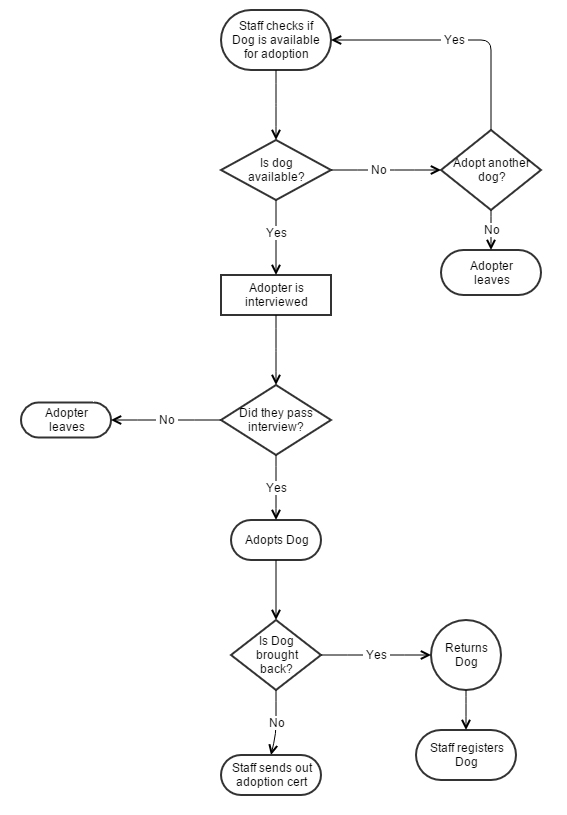 Staff checks if
Dog is available
for adoption
Yes
Is dog
available?
No
Adopt another
dog?
Yes
No
Adopter is
interviewed
Adopter
leaves
Did they pass
interview?
No
Adopter
leaves
Yes
Adopts Dog
Is Dog
brought
back?
Yes
Returns
Dog
No
Staff registers
Dog
Staff sends out
adoption cert